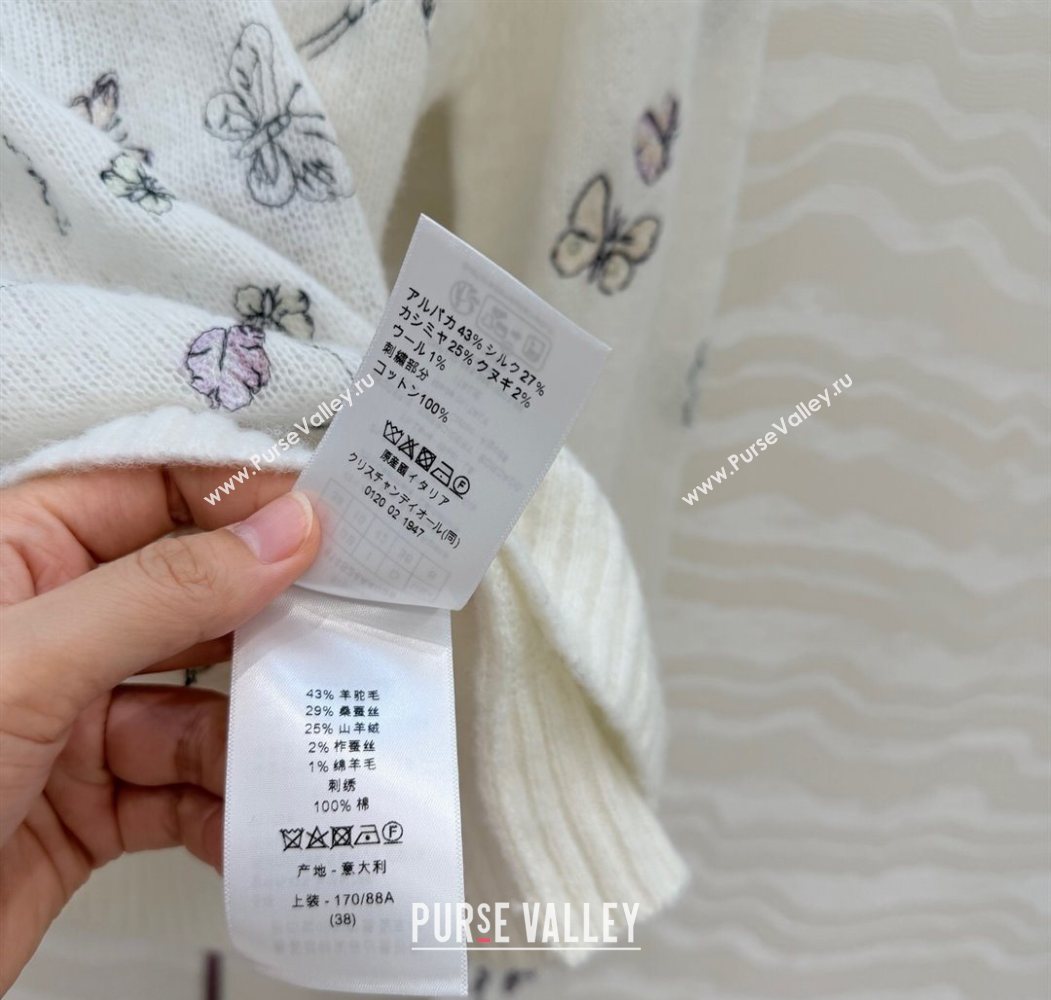 アルパカ 43% シルク 27%
カシミヤ 25% クヌギ 2%
ウール 1%
刺繍部分
コットン100%
原産國イタリア
クリスチャンディオール(同)
0120 02 1947
43% 羊驼毛
29% 桑蚕丝
25% 山羊绒
2% 柞蚕丝
1% 绵羊毛
刺绣
100% 棉
F
产地 - 意大利
上装 - 170/88A
(38)
www.PurseValley.ru
www.PurseValley.ru
PURSE VALLEY